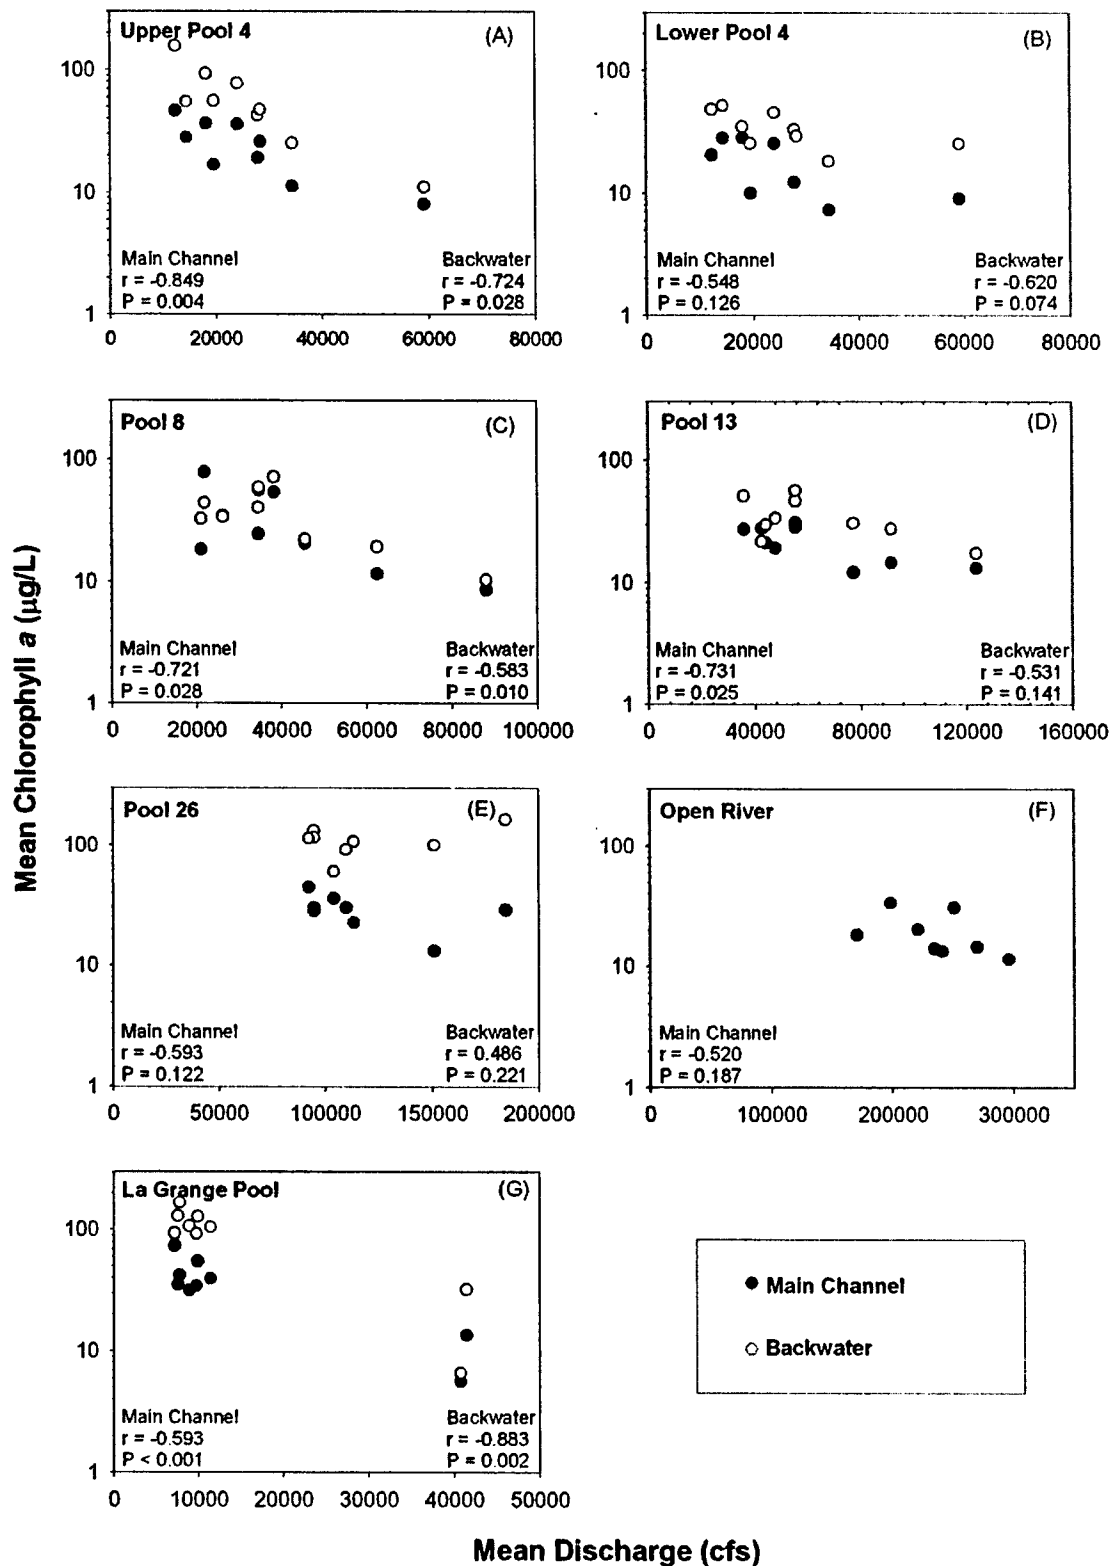 Mean Chlorophyll a (µg/L)
Upper Pool 4 (A)
100
10
1
Main Channel
r = -0.849
P = 0.004
Backwater
r = -0.724
P = 0.028
0 20000 40000 60000 80000
Lower Pool 4 (B)
100
10
1
Main Channel
r = -0.548
P = 0.126
Backwater
r = -0.620
P = 0.074
0 20000 40000 60000 80000
Pool 8 (C)
100
10
1
Main Channel
r = -0.721
P = 0.028
Backwater
r = -0.583
P = 0.010
0 20000 40000 60000 80000 100000
Pool 13 (D)
100
10
1
Main Channel
r = -0.731
P = 0.025
Backwater
r = -0.531
P = 0.141
0 40000 80000 120000 160000
Pool 26 (E)
100
10
1
Main Channel
r = -0.593
P = 0.122
Backwater
r = 0.486
P = 0.221
0 50000 100000 150000 200000
Open River (F)
100
10
1
Main Channel
r = -0.520
P = 0.187
0 100000 200000 300000
La Grange Pool (G)
100
10
1
Main Channel
r = -0.593
P < 0.001
Backwater
r = -0.883
P = 0.002
0 10000 20000 30000 40000 50000
Main Channel
Backwater
Mean Discharge (cfs)